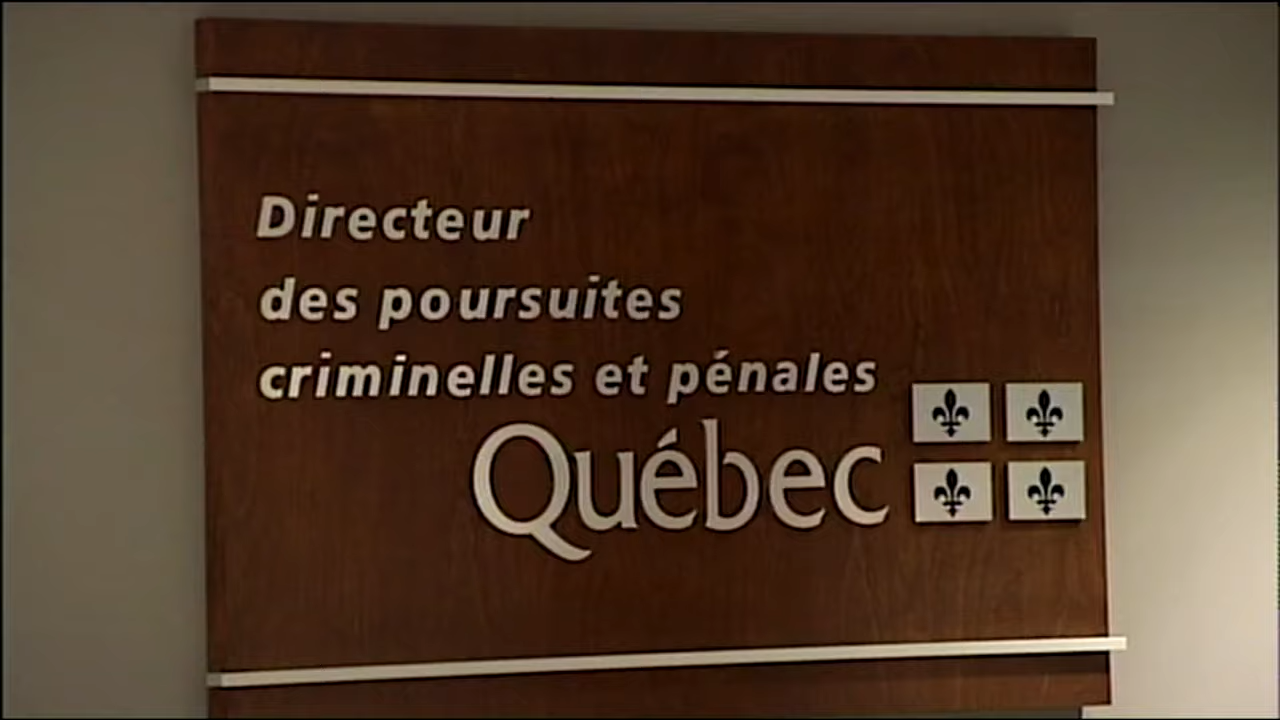 Directeur
des poursuites
criminelles et pénales
Québec